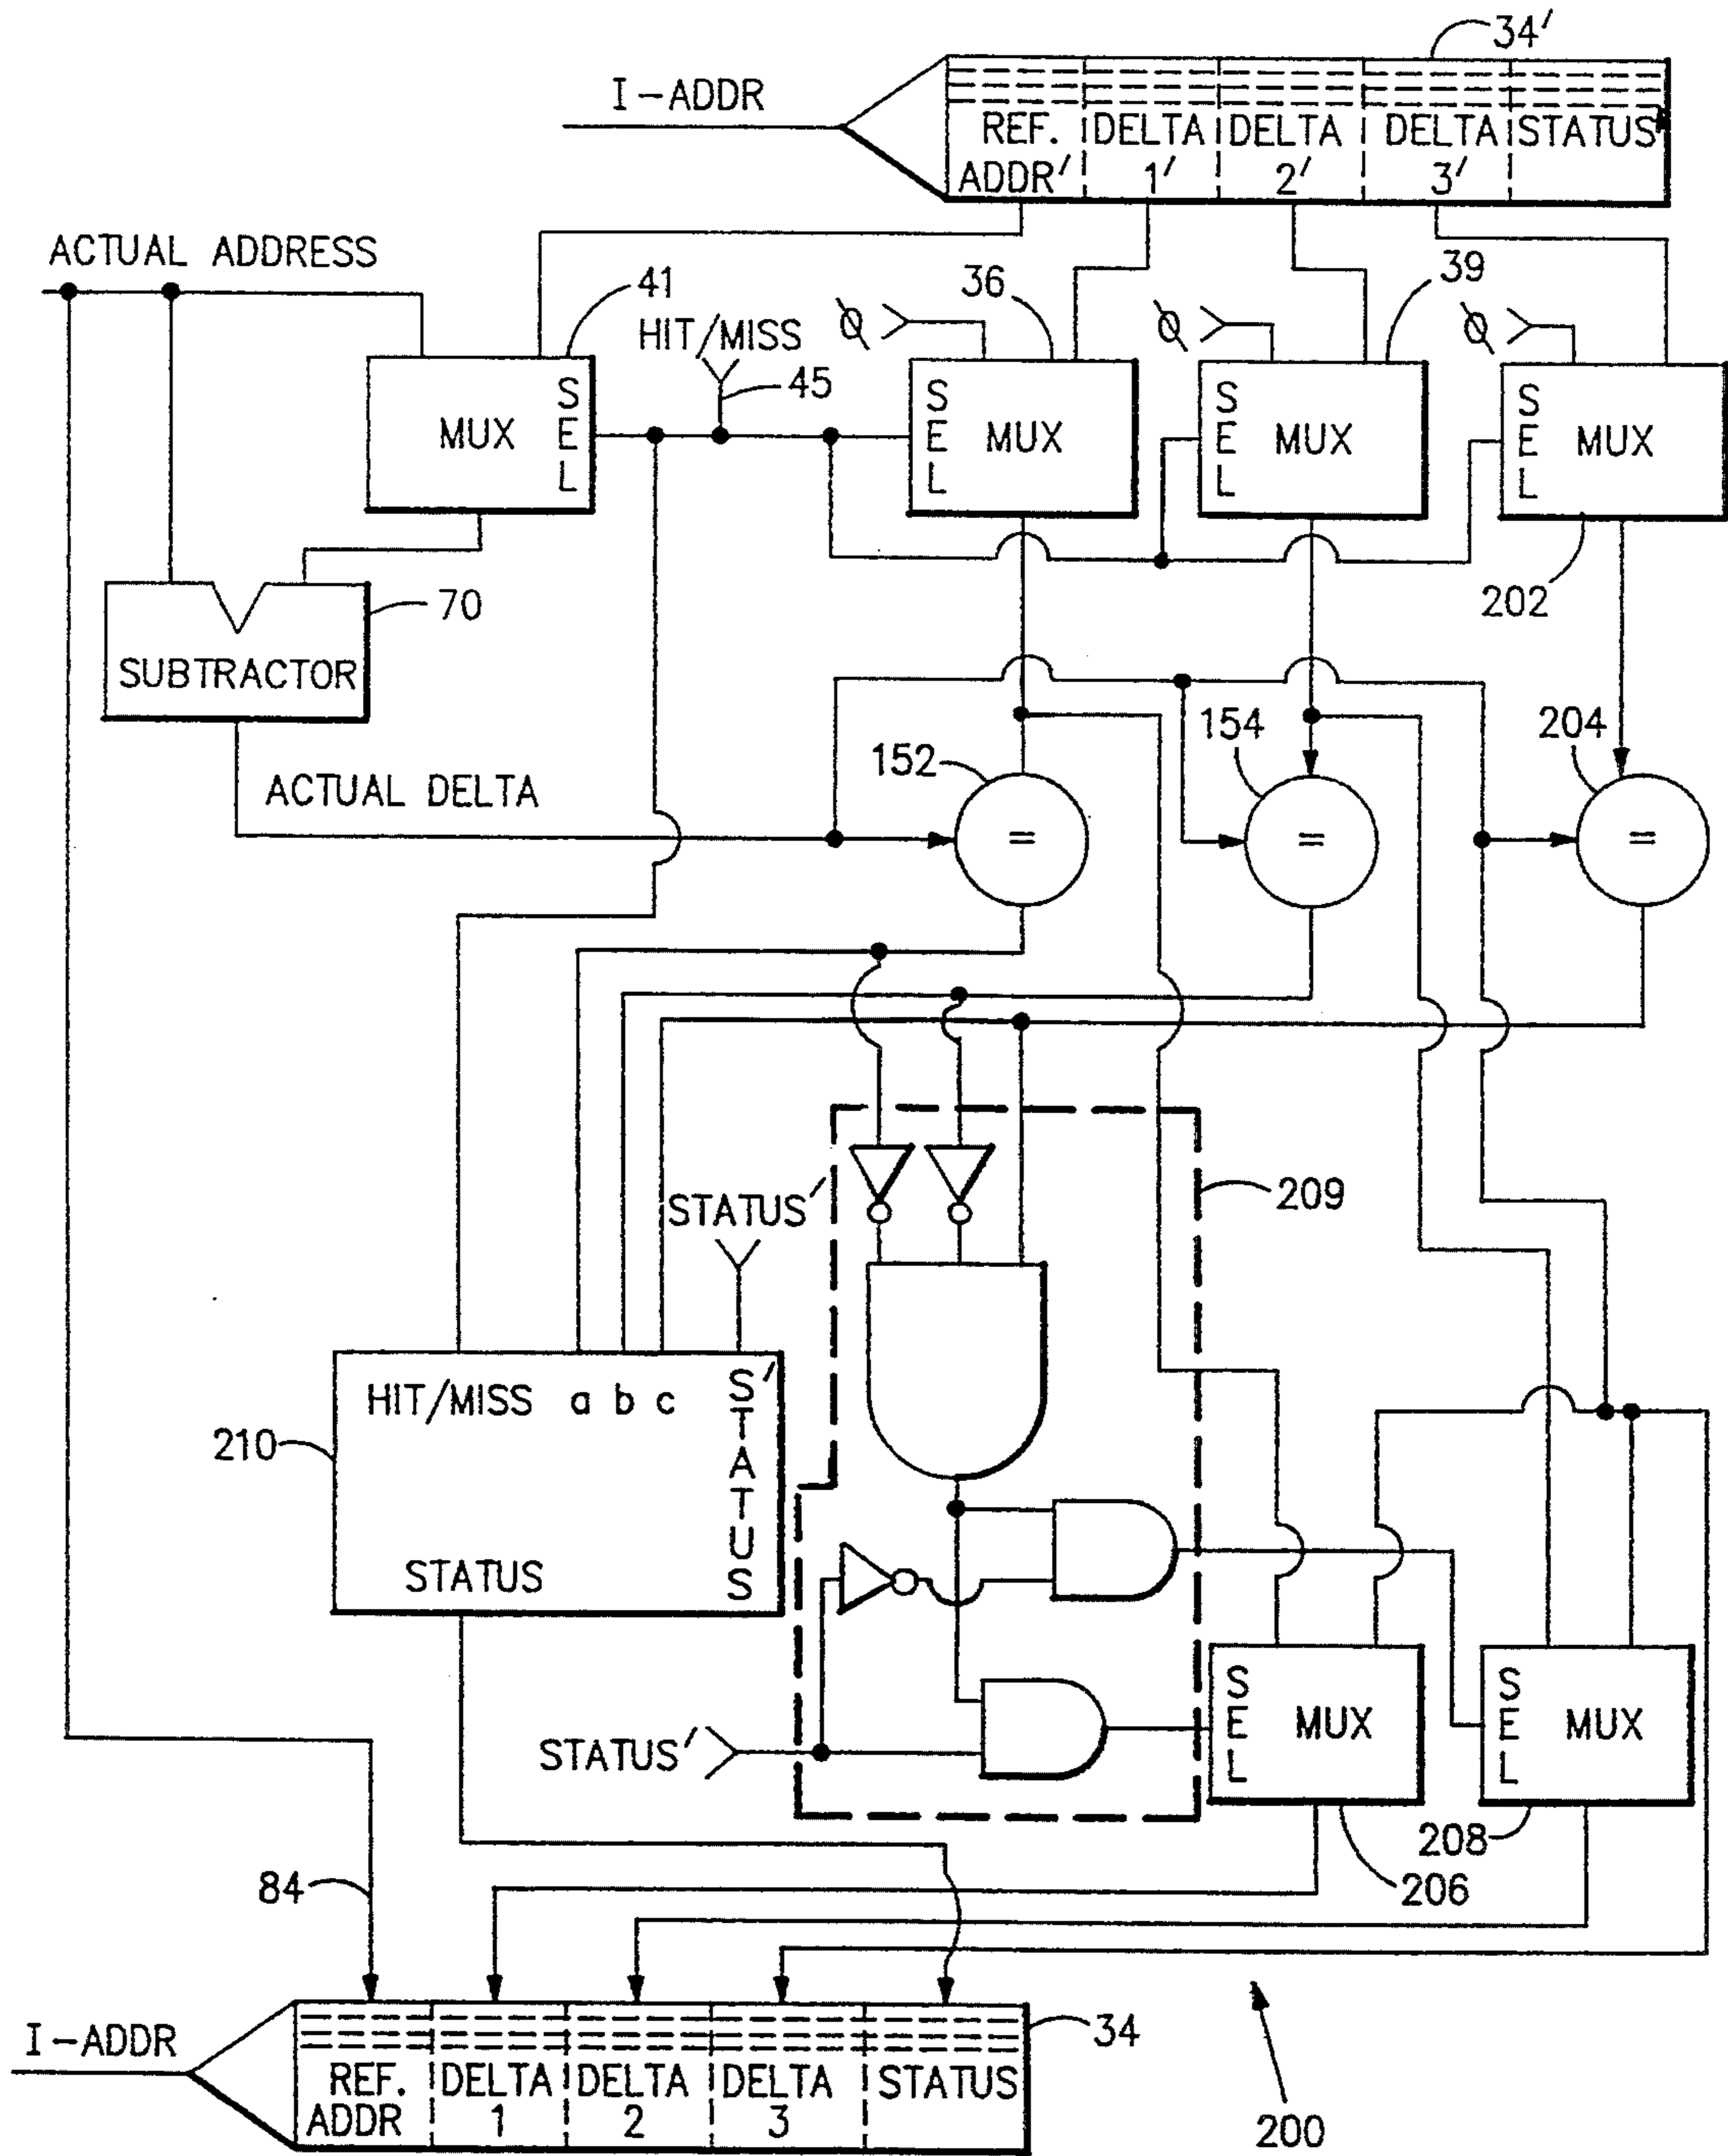 34′
I-ADDR
REF. DELTA DELTA DELTA STATUS′
ADDR′ 1′ 2′ 3′
ACTUAL ADDRESS
41
HIT/MISS
45
φ
36
φ
39
φ
MUX
SEL
SEL
MUX
SEL
MUX
SEL
MUX
202
70
SUBTRACTOR
152
154
204
ACTUAL DELTA
=
=
=
STATUS′
209
HIT/MISS a b c
S′TATUS
210
STATUS
STATUS′
SEL
MUX
SEL
MUX
208
206
84
I-ADDR
34
REF. DELTA DELTA DELTA STATUS
ADDR 1 2 3
200